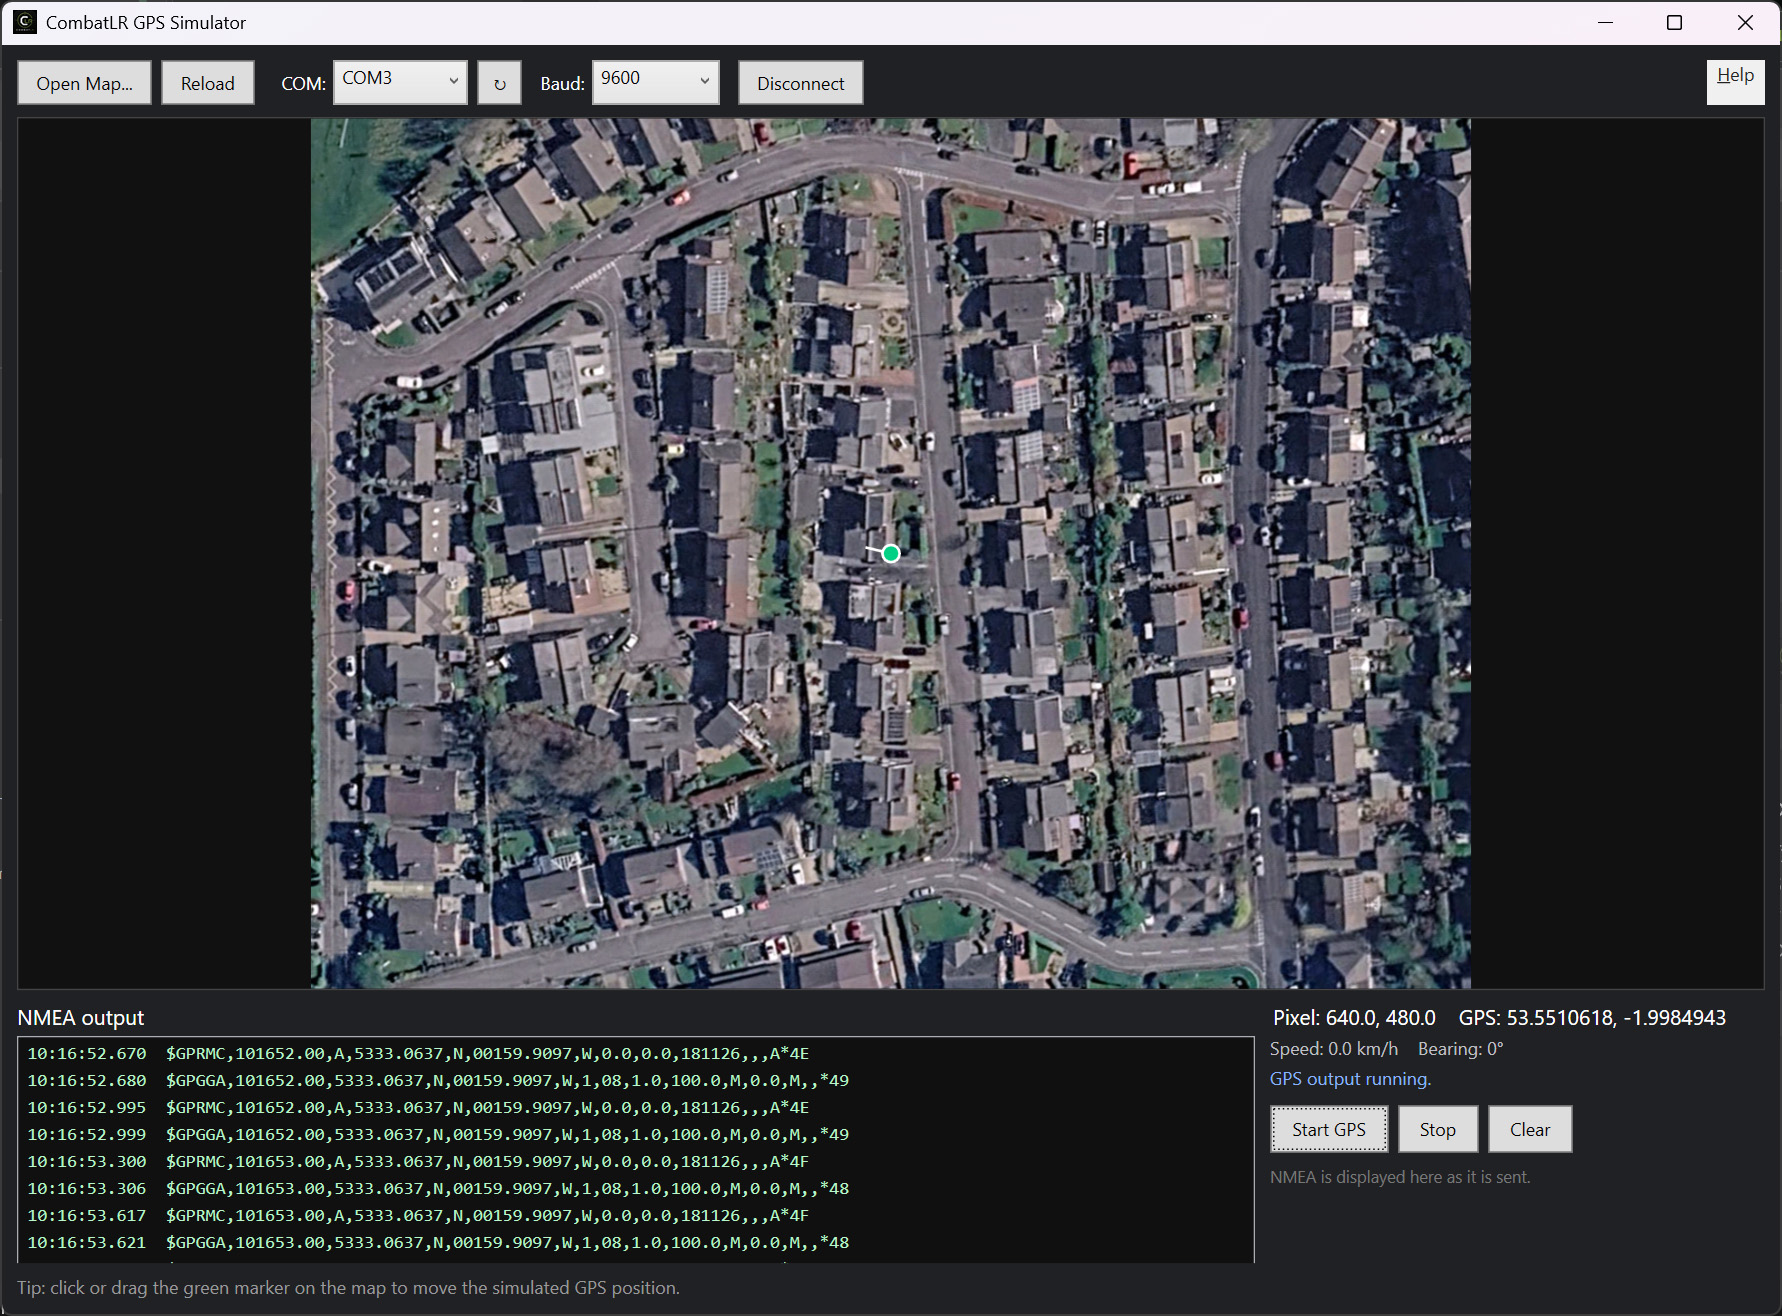 CombatLR GPS Simulator
Open Map... Reload COM: COM3 ↻ Baud: 9600 Disconnect Help
NMEA output
10:16:52.670 $GPRMC,101652.00,A,5333.0637,N,00159.9097,W,0.0,0.0,181126,,,A*4E
10:16:52.680 $GPGGA,101652.00,5333.0637,N,00159.9097,W,1,08,1.0,100.0,M,0.0,M,,*49
10:16:52.995 $GPRMC,101652.00,A,5333.0637,N,00159.9097,W,0.0,0.0,181126,,,A*4E
10:16:52.999 $GPGGA,101652.00,5333.0637,N,00159.9097,W,1,08,1.0,100.0,M,0.0,M,,*49
10:16:53.300 $GPRMC,101653.00,A,5333.0637,N,00159.9097,W,0.0,0.0,181126,,,A*4F
10:16:53.306 $GPGGA,101653.00,5333.0637,N,00159.9097,W,1,08,1.0,100.0,M,0.0,M,,*48
10:16:53.617 $GPRMC,101653.00,A,5333.0637,N,00159.9097,W,0.0,0.0,181126,,,A*4F
10:16:53.621 $GPGGA,101653.00,5333.0637,N,00159.9097,W,1,08,1.0,100.0,M,0.0,M,,*48
Pixel: 640.0, 480.0 GPS: 53.5510618, -1.9984943
Speed: 0.0 km/h Bearing: 0°
GPS output running.
Start GPS Stop Clear
NMEA is displayed here as it is sent.
Tip: click or drag the green marker on the map to move the simulated GPS position.